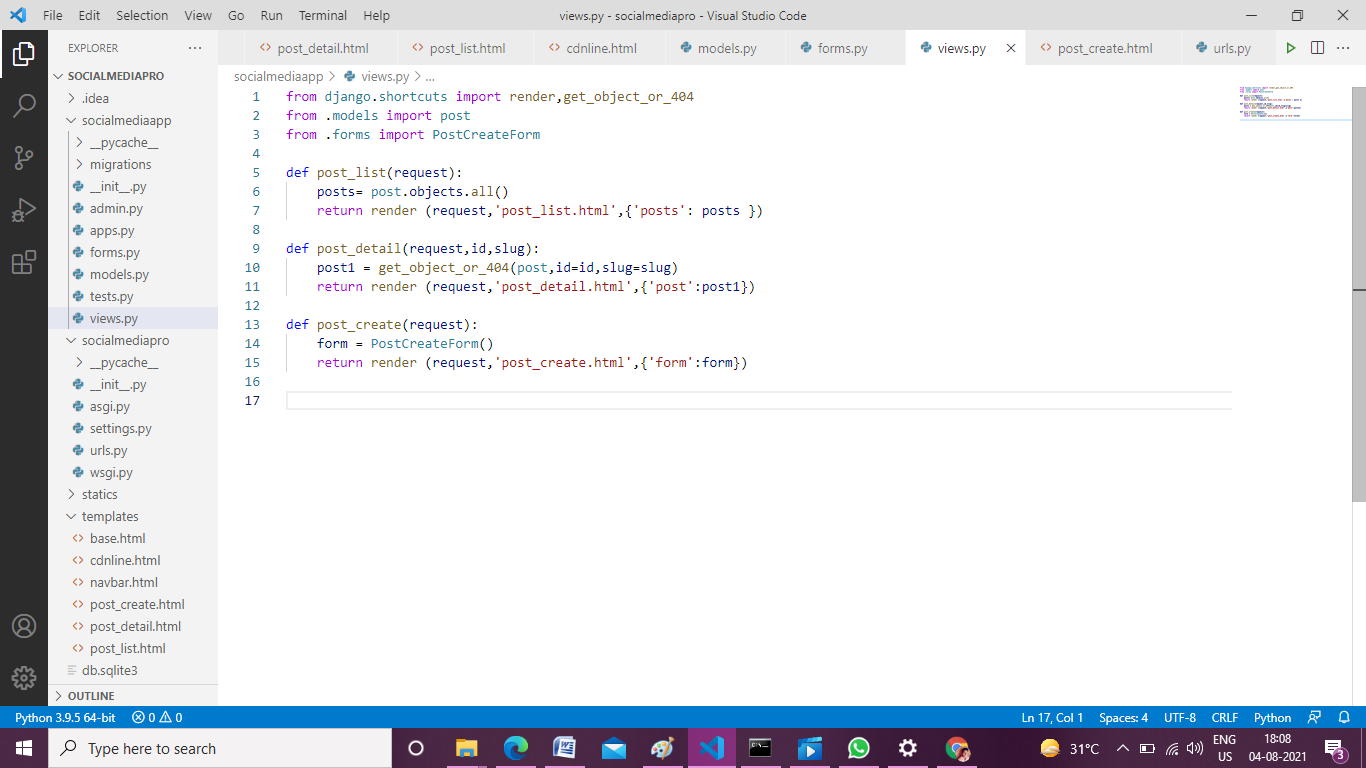 File Edit Selection View Go Run Terminal Help views.py - socialmediapro - Visual Studio Code
EXPLORER ···
post_detail.html post_list.html cdnline.html models.py forms.py views.py post_create.html urls.py ···
SOCIALMEDIAPRO
.idea
socialmediaapp
__pycache__
migrations
__init__.py
admin.py
apps.py
forms.py
models.py
tests.py
views.py
socialmediapro
__pycache__
__init__.py
asgi.py
settings.py
urls.py
wsgi.py
statics
templates
base.html
cdnline.html
navbar.html
post_create.html
post_detail.html
post_list.html
db.sqlite3
OUTLINE
socialmediaapp > views.py > ...
1 from django.shortcuts import render,get_object_or_404
2 from .models import post
3 from .forms import PostCreateForm
4
5 def post_list(request):
6     posts= post.objects.all()
7     return render (request,'post_list.html',{'posts': posts })
8
9 def post_detail(request,id,slug):
10     post1 = get_object_or_404(post,id=id,slug=slug)
11     return render (request,'post_detail.html',{'post':post1})
12
13 def post_create(request):
14     form = PostCreateForm()
15     return render (request,'post_create.html',{'form':form})
16
17
Python 3.9.5 64-bit 0 0 Ln 17, Col 1 Spaces: 4 UTF-8 CRLF Python
Type here to search 31°C ENG US 18:08 04-08-2021 3